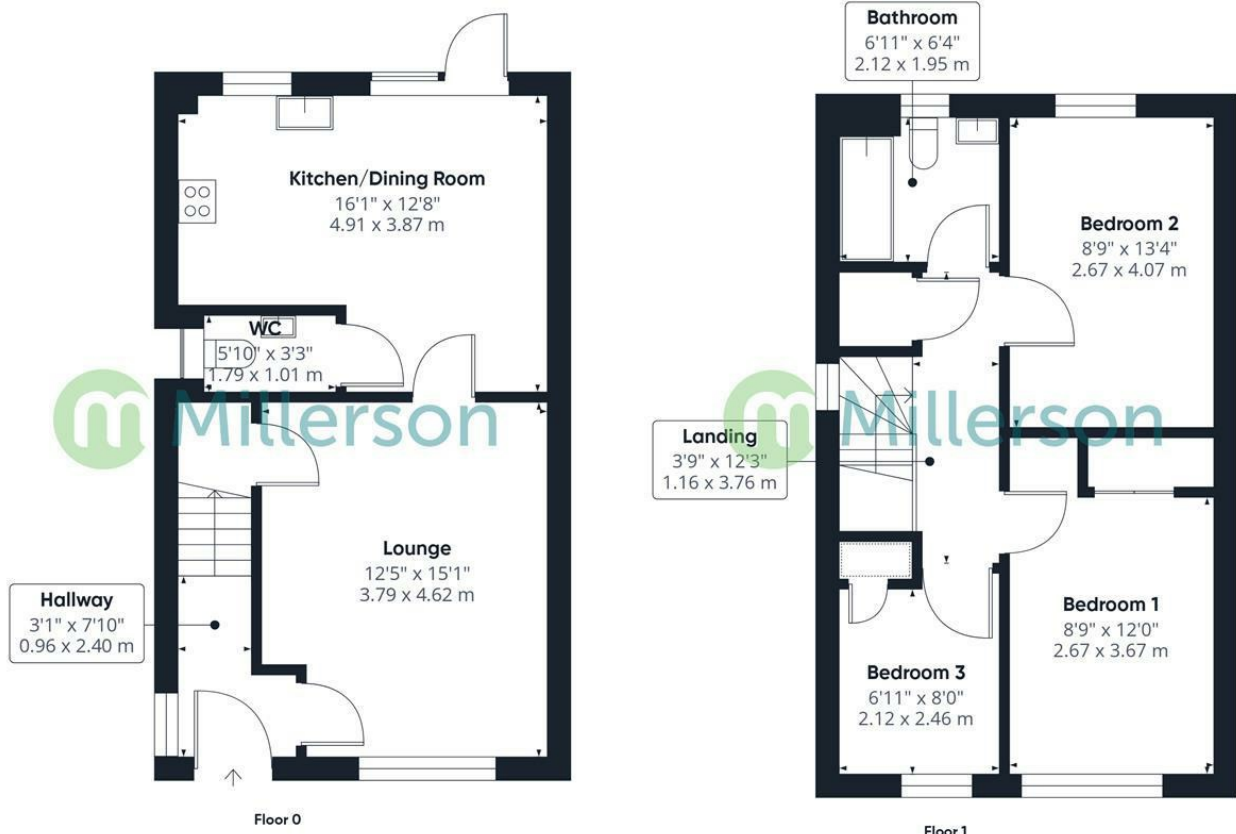 Kitchen/Dining Room
16'1" x 12'8"
4.91 x 3.87 m
WC
5'10" x 3'3"
1.79 x 1.01 m
m Millerson
Lounge
12'5" x 15'1"
3.79 x 4.62 m
Hallway
3'1" x 7'10"
0.96 x 2.40 m
Floor 0
Bathroom
6'11" x 6'4"
2.12 x 1.95 m
Bedroom 2
8'9" x 13'4"
2.67 x 4.07 m
m Millerson
Landing
3'9" x 12'3"
1.16 x 3.76 m
Bedroom 1
8'9" x 12'0"
2.67 x 3.67 m
Bedroom 3
6'11" x 8'0"
2.12 x 2.46 m
Floor 1